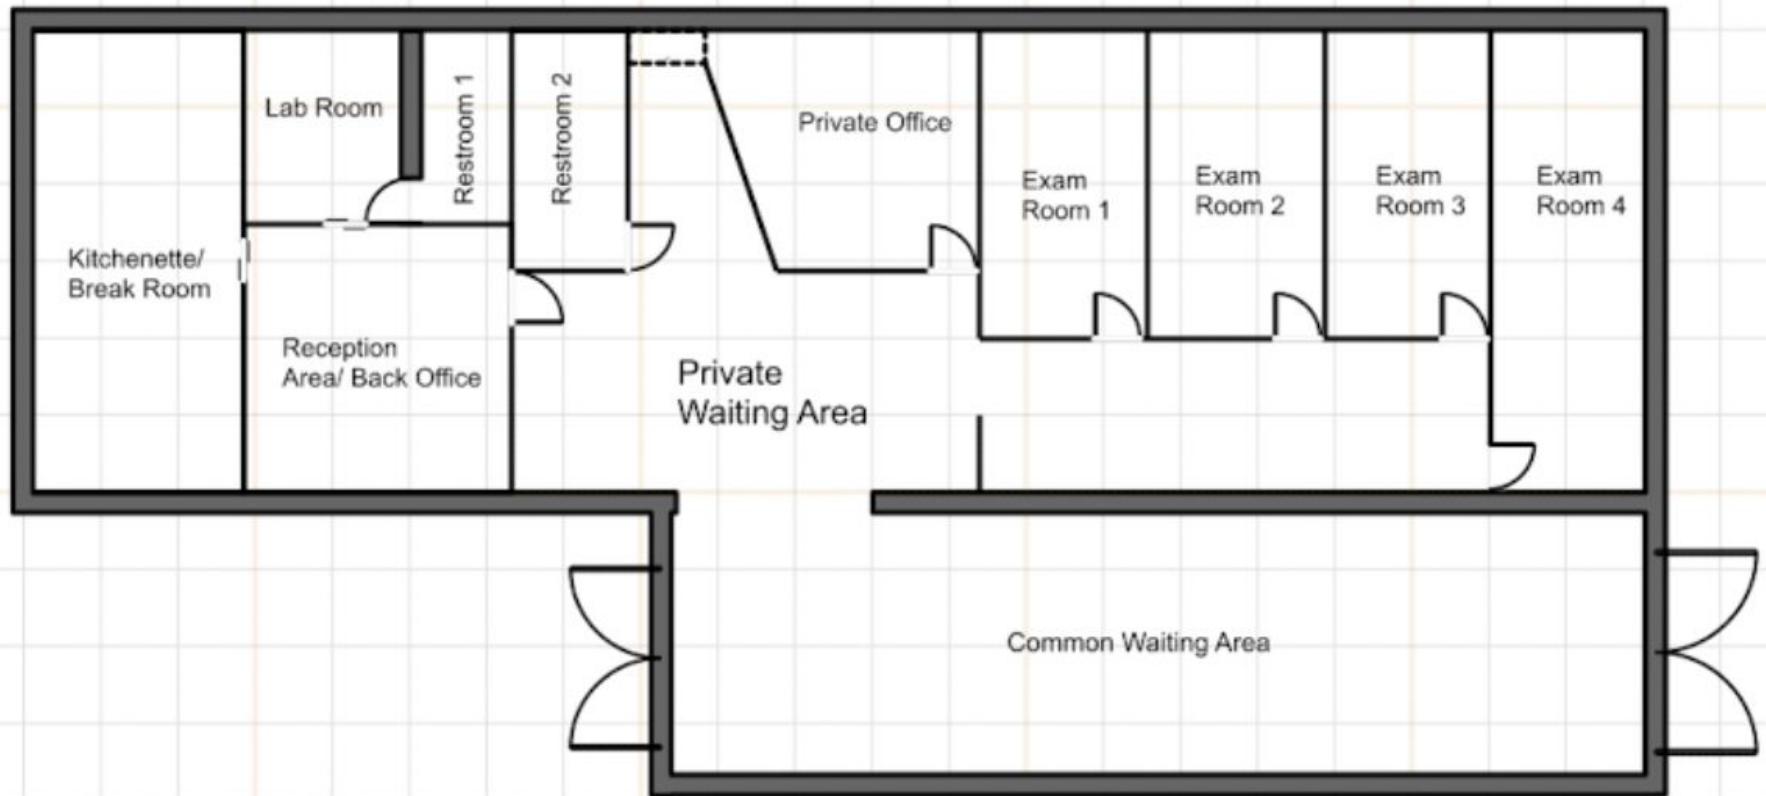 Lab Room
Restroom 1
Restroom 2
Private Office
Exam
Room 1
Exam
Room 2
Exam
Room 3
Exam
Room 4
Kitchenette/
Break Room
Reception
Area/ Back Office
Private
Waiting Area
Common Waiting Area